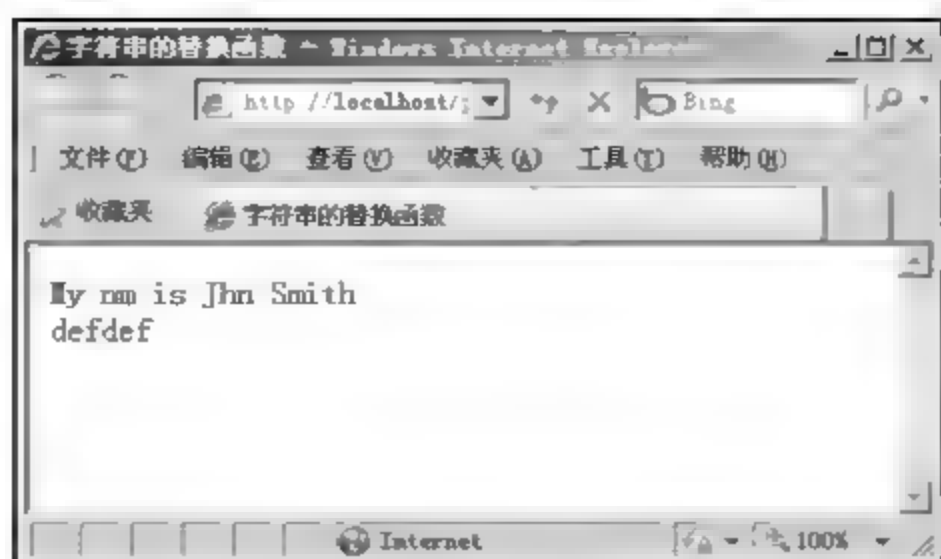 字符串的替换函数 - Windows Internet Explorer
http //localhost/ Bing
文件(F) 编辑(E) 查看(V) 收藏夹(A) 工具(T) 帮助(H)
收藏夹 字符串的替换函数
My nm is Jhn Smith
defdef
Internet 100%